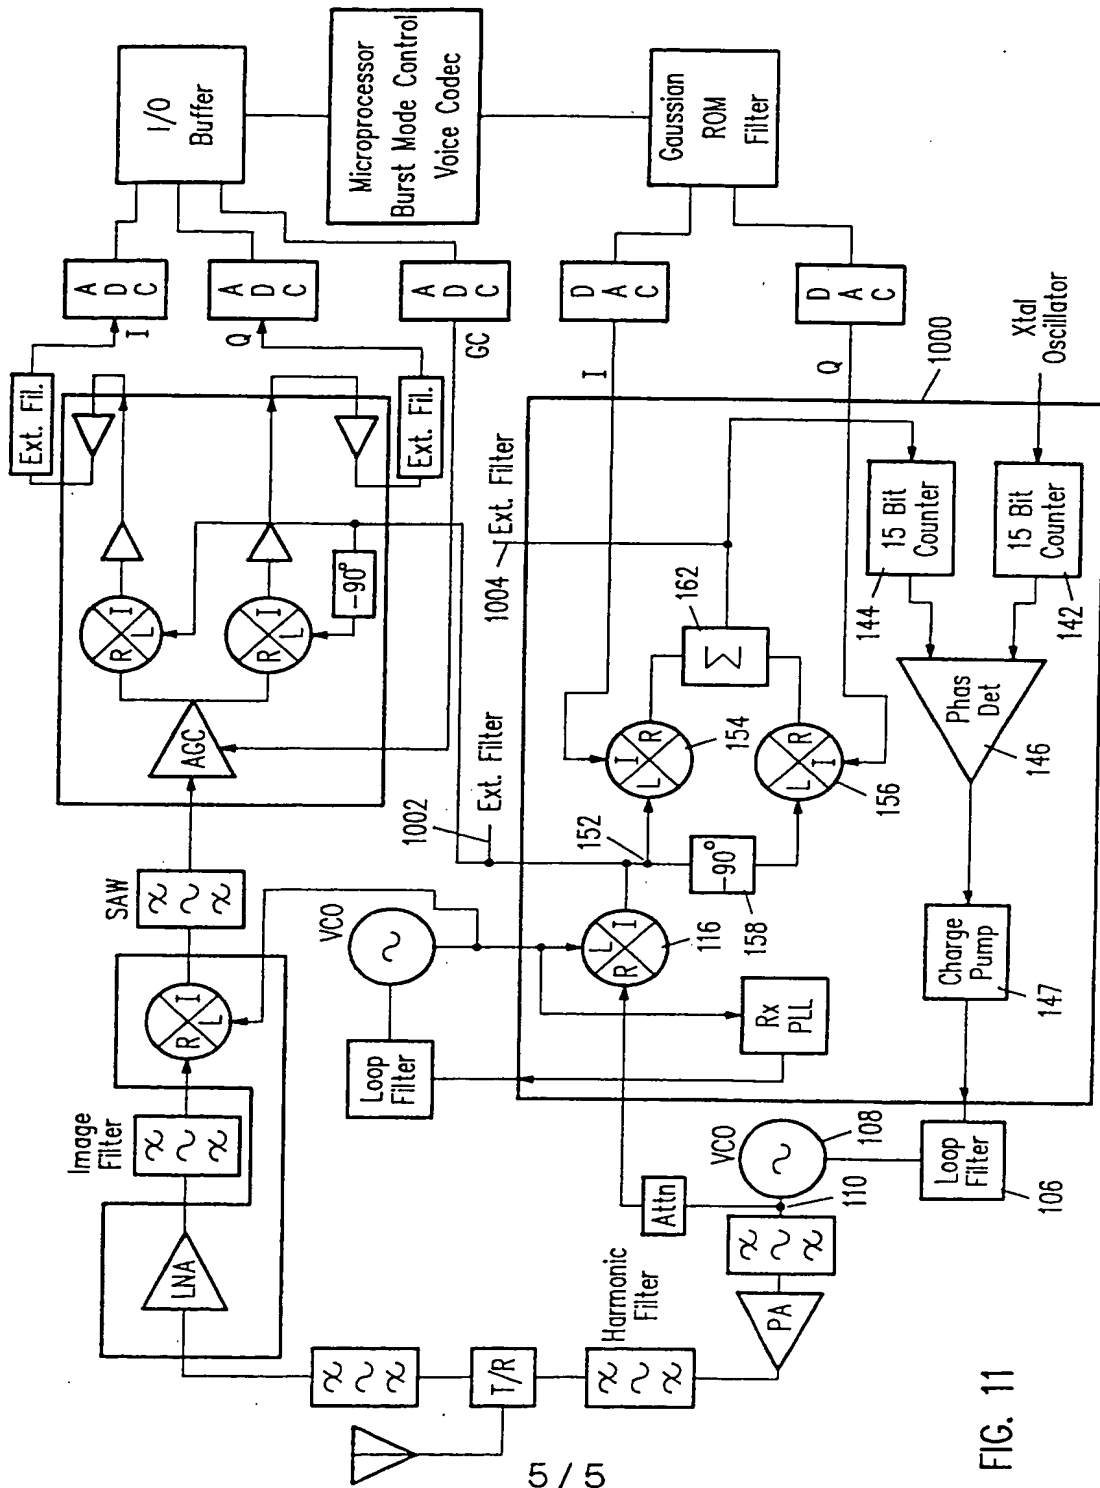 I/O
Buffer
Microprocessor
Burst Mode Control
Voice Codec
Gaussian
ROM
Filter
A
D
C
A
D
C
A
D
C
D
A
C
D
A
C
I
Q
GC
I
Q
Ext. Fil.
Ext. Fil.
Xtal
Oscillator
1000
R
I
L
R
I
L
-90°
AGC
1004
Ext. Filter
1002
Ext. Filter
162
Σ
144
15 Bit
Counter
15 Bit
Counter
142
L
I
R
154
L
I
R
156
152
-90°
158
Phas
Det
146
SAW
VCO
L
R
I
116
Charge
Pump
147
R
I
L
Loop
Filter
Rx
PLL
Image
Filter
LNA
VCO
108
110
Attn
Loop
Filter
106
Harmonic
Filter
PA
T/R
FIG. 11
5/5